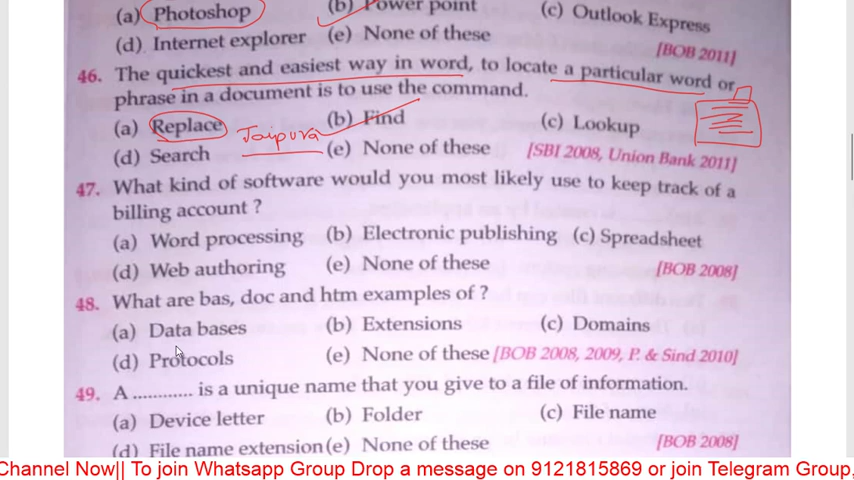 (a) Photoshop (b) Power point (c) Outlook Express
(d) Internet explorer (e) None of these
[BOB 2011]
46. The quickest and easiest way in word, to locate a particular word or
phrase in a document is to use the command.
(a) Replace (b) Find (c) Lookup
Jaipura
(d) Search (e) None of these [SBI 2008, Union Bank 2011]
47. What kind of software would you most likely use to keep track of a
billing account ?
(a) Word processing (b) Electronic publishing (c) Spreadsheet
(d) Web authoring (e) None of these [BOB 2008]
48. What are bas, doc and htm examples of ?
(a) Data bases (b) Extensions (c) Domains
(d) Protocols (e) None of these [BOB 2008, 2009, P. & Sind 2010]
49. A ............ is a unique name that you give to a file of information.
(a) Device letter (b) Folder (c) File name
(d) File name extension (e) None of these [BOB 2008]
Channel Now|| To join Whatsapp Group Drop a message on 9121815869 or join Telegram Group,